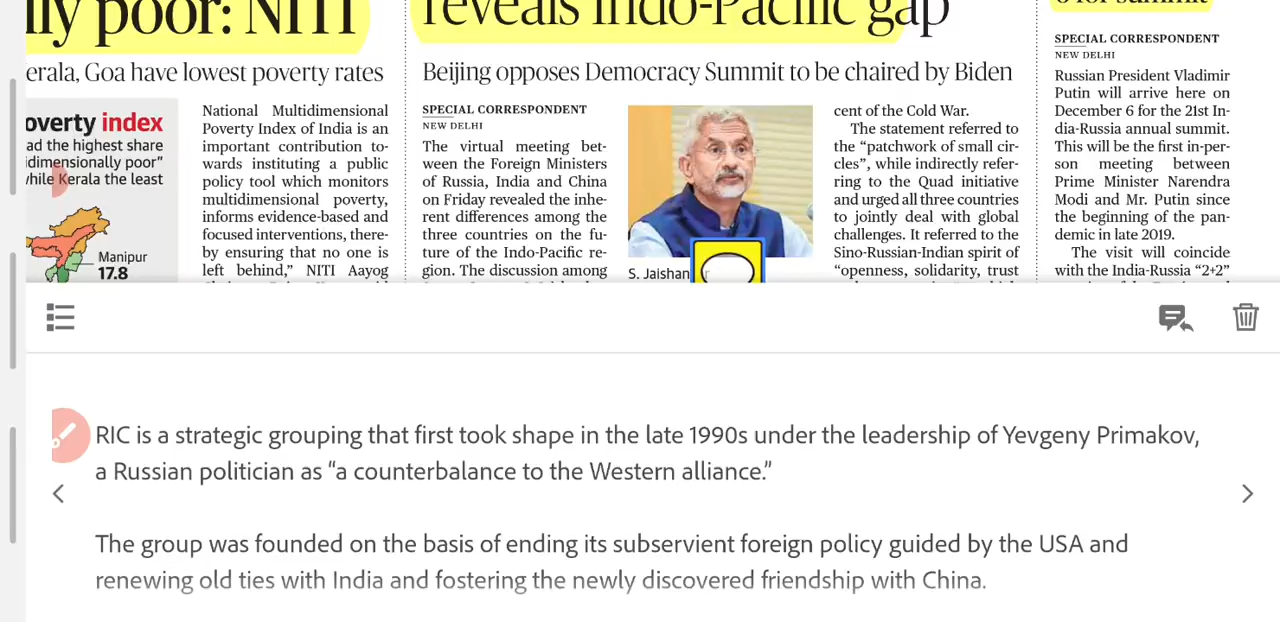 lly poor: NITI
erala, Goa have lowest poverty rates
overty index
ad the highest share
idimensionally poor”
while Kerala the least
Manipur
17.8
National Multidimensional
Poverty Index of India is an
important contribution to-
wards instituting a public
policy tool which monitors
multidimensional poverty,
informs evidence-based and
focused interventions, there-
by ensuring that no one is
left behind,” NITI Aayog
reveals Indo-Pacific gap
Beijing opposes Democracy Summit to be chaired by Biden
SPECIAL CORRESPONDENT
NEW DELHI
The virtual meeting bet-
ween the Foreign Ministers
of Russia, India and China
on Friday revealed the inhe-
rent differences among the
three countries on the fu-
ture of the Indo-Pacific re-
gion. The discussion among
S. Jaishan
cent of the Cold War.
The statement referred to
the “patchwork of small cir-
cles”, while indirectly refer-
ring to the Quad initiative
and urged all three countries
to jointly deal with global
challenges. It referred to the
Sino-Russian-Indian spirit of
“openness, solidarity, trust
6 for summit
SPECIAL CORRESPONDENT
NEW DELHI
Russian President Vladimir
Putin will arrive here on
December 6 for the 21st In-
dia-Russia annual summit.
This will be the first in-per-
son meeting between
Prime Minister Narendra
Modi and Mr. Putin since
the beginning of the pan-
demic in late 2019.
The visit will coincide
with the India-Russia “2+2”
RIC is a strategic grouping that first took shape in the late 1990s under the leadership of Yevgeny Primakov,
a Russian politician as “a counterbalance to the Western alliance.”
The group was founded on the basis of ending its subservient foreign policy guided by the USA and
renewing old ties with India and fostering the newly discovered friendship with China.